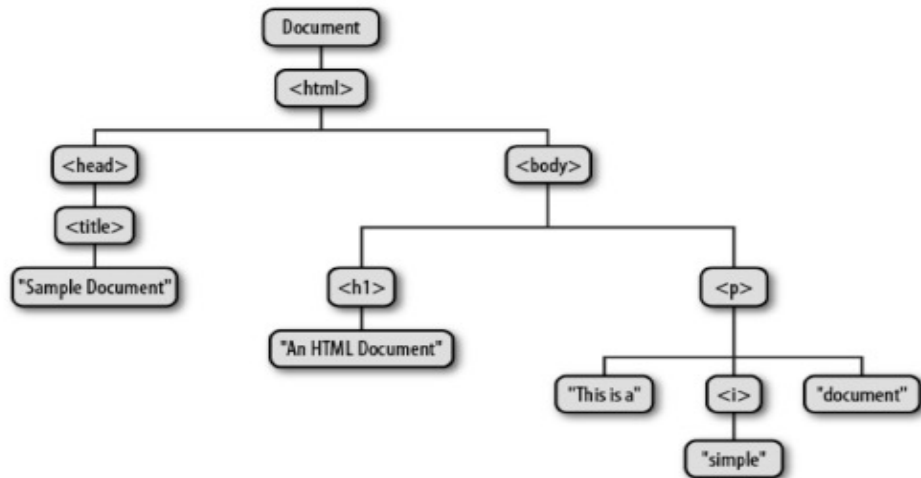 Document
<html>
<head>
<body>
<title>
"Sample Document"
<h1>
<p>
"An HTML Document"
"This is a"
<i>
"document"
"simple"